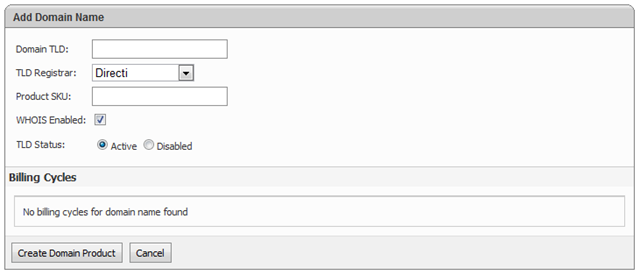 Add Domain Name
Domain TLD:
TLD Registrar: Directi
Product SKU:
WHOIS Enabled:
TLD Status: Active Disabled
Billing Cycles
No billing cycles for domain name found
Create Domain Product Cancel